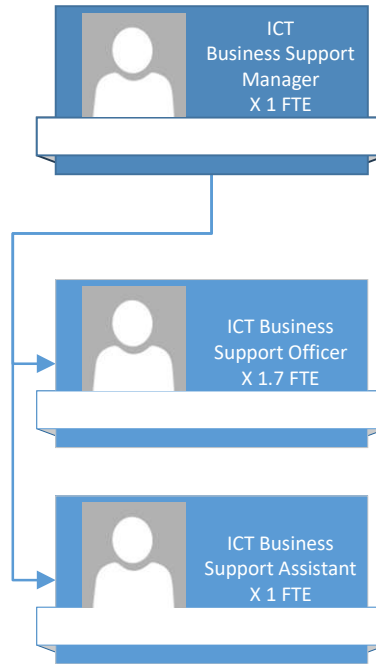 ICT
Business Support
Manager
X 1 FTE
ICT Business
Support Officer
X 1.7 FTE
ICT Business
Support Assistant
X 1 FTE